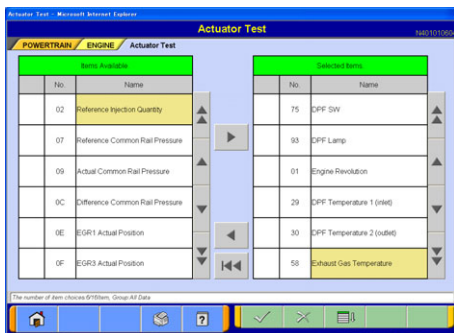 Actuator Test - Microsoft Internet Explorer
Actuator Test
N40101060
POWERTRAIN ENGINE Actuator Test
Items Available
No. Name
02 Reference Injection Quantity
07 Reference Common Rail Pressure
09 Actual Common Rail Pressure
0C Difference Common Rail Pressure
0E EGR1 Actual Position
0F EGR3 Actual Position
Selected Items
No. Name
75 DPF SW
93 DPF Lamp
01 Engine Revolution
29 DPF Temperature 1 (inlet)
30 DPF Temperature 2 (outlet)
58 Exhaust Gas Temperature
The number of item choices:6/16Item, Group:All Data
?